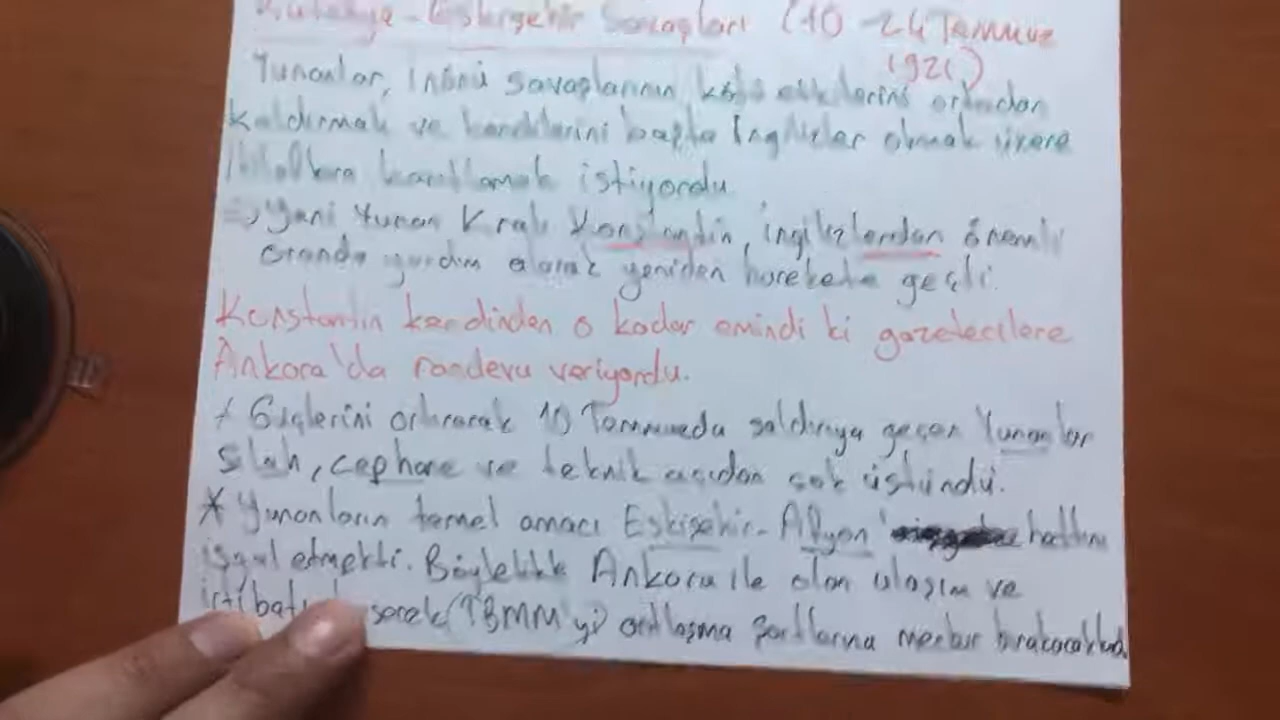 Kütahya - Eskişehir Savaşları (10 - 24 Temmuz
1921)
Yunanlar, İnönü savaşlarının kötü etkilerini ortadan
kaldırmak ve kendilerini başta İngilizler olmak üzere
İtilaflara kanıtlamak istiyordu.
=> Yani Yunan Kralı Konstantin, İngilizlerden önemli
oranda yardım alarak yeniden harekete geçti.
Konstantin kendinden o kadar emindi ki gazetecilere
Ankara'da randevu veriyordu.
* Güçlerini artıracak 10 Temmuzda saldırıya geçen Yunanlar
Silah, cephane ve teknik açıdan çok üstündü.
* Yunanların temel amacı Eskişehir - Afyon hattını
işgal etmekti. Böylelikle Ankara ile olan ulaşım ve
(TBMM'yi) antlaşma şartlarına mecbur bırakacaktı.